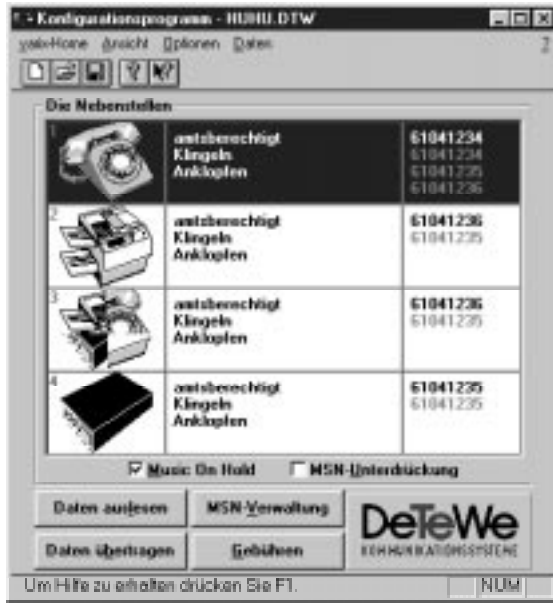 Konfigurationsprogramm - HUHU.DTW
yarix-Home Ansicht Optionen Daten ?
Die Nebenstellen
1 amtsberechtigt 61041234
Klingeln 61041234
Anklopfen 61041235
61041236
2 amtsberechtigt 61041236
Klingeln 61041235
Anklopfen
3 amtsberechtigt 61041236
Klingeln 61041235
Anklopfen
4 amtsberechtigt 61041235
Klingeln 61041235
Anklopfen
Music On Hold MSN-Unterdrückung
Daten auslesen MSN-Verwaltung
Daten übertragen Gebühren
DeTeWe
KOMMUNIKATIONSSYSTEME
Um Hilfe zu erhalten drücken Sie F1. NUM